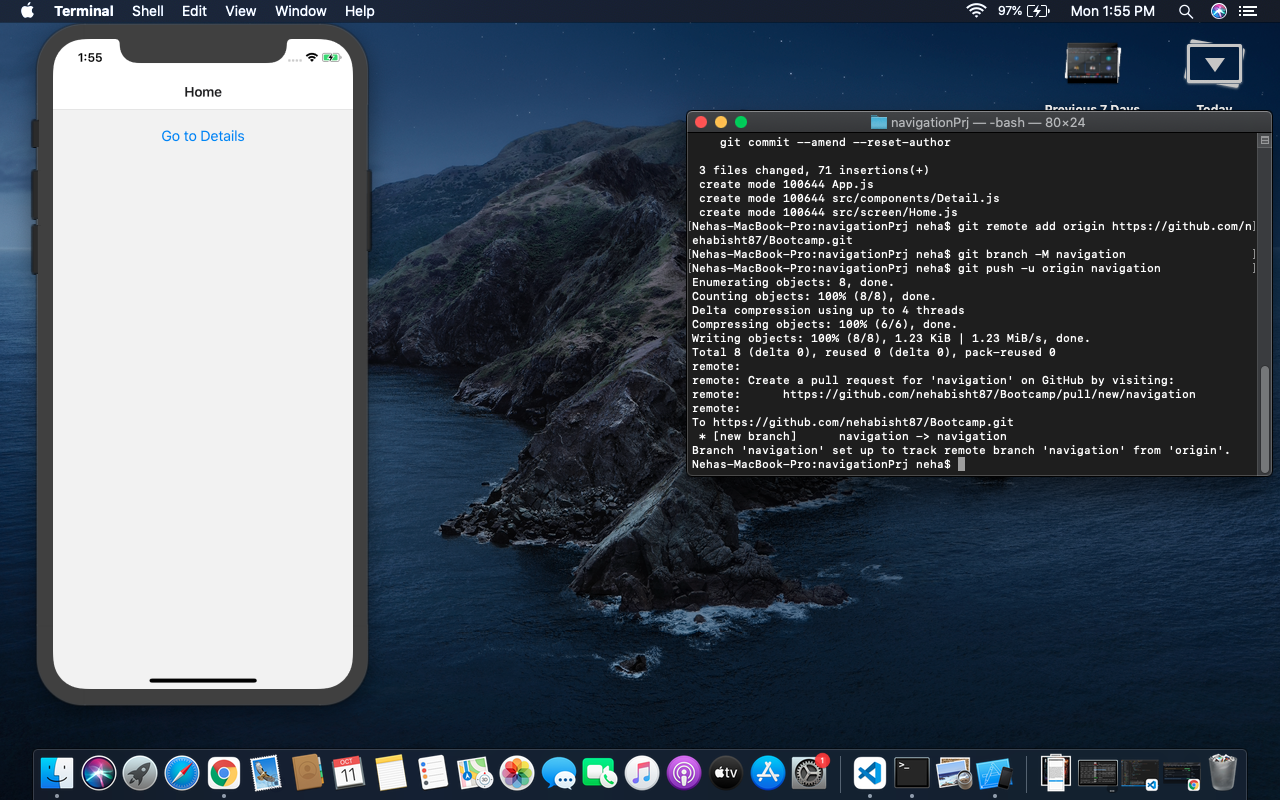 Terminal Shell Edit View Window Help 97% Mon 1:55 PM
1:55
Home
Go to Details
Previous 7 Days
Today
navigationPrj — -bash — 80×24
git commit --amend --reset-author
3 files changed, 71 insertions(+)
create mode 100644 App.js
create mode 100644 src/components/Detail.js
create mode 100644 src/screen/Home.js
[Nehas-MacBook-Pro:navigationPrj neha$ git remote add origin https://github.com/n]
ehabisht87/Bootcamp.git
[Nehas-MacBook-Pro:navigationPrj neha$ git branch -M navigation ]
[Nehas-MacBook-Pro:navigationPrj neha$ git push -u origin navigation ]
Enumerating objects: 8, done.
Counting objects: 100% (8/8), done.
Delta compression using up to 4 threads
Compressing objects: 100% (6/6), done.
Writing objects: 100% (8/8), 1.23 KiB | 1.23 MiB/s, done.
Total 8 (delta 0), reused 0 (delta 0), pack-reused 0
remote:
remote: Create a pull request for 'navigation' on GitHub by visiting:
remote:      https://github.com/nehabisht87/Bootcamp/pull/new/navigation
remote:
To https://github.com/nehabisht87/Bootcamp.git
* [new branch]      navigation -> navigation
Branch 'navigation' set up to track remote branch 'navigation' from 'origin'.
Nehas-MacBook-Pro:navigationPrj neha$
OCT
11
tv
1
>_